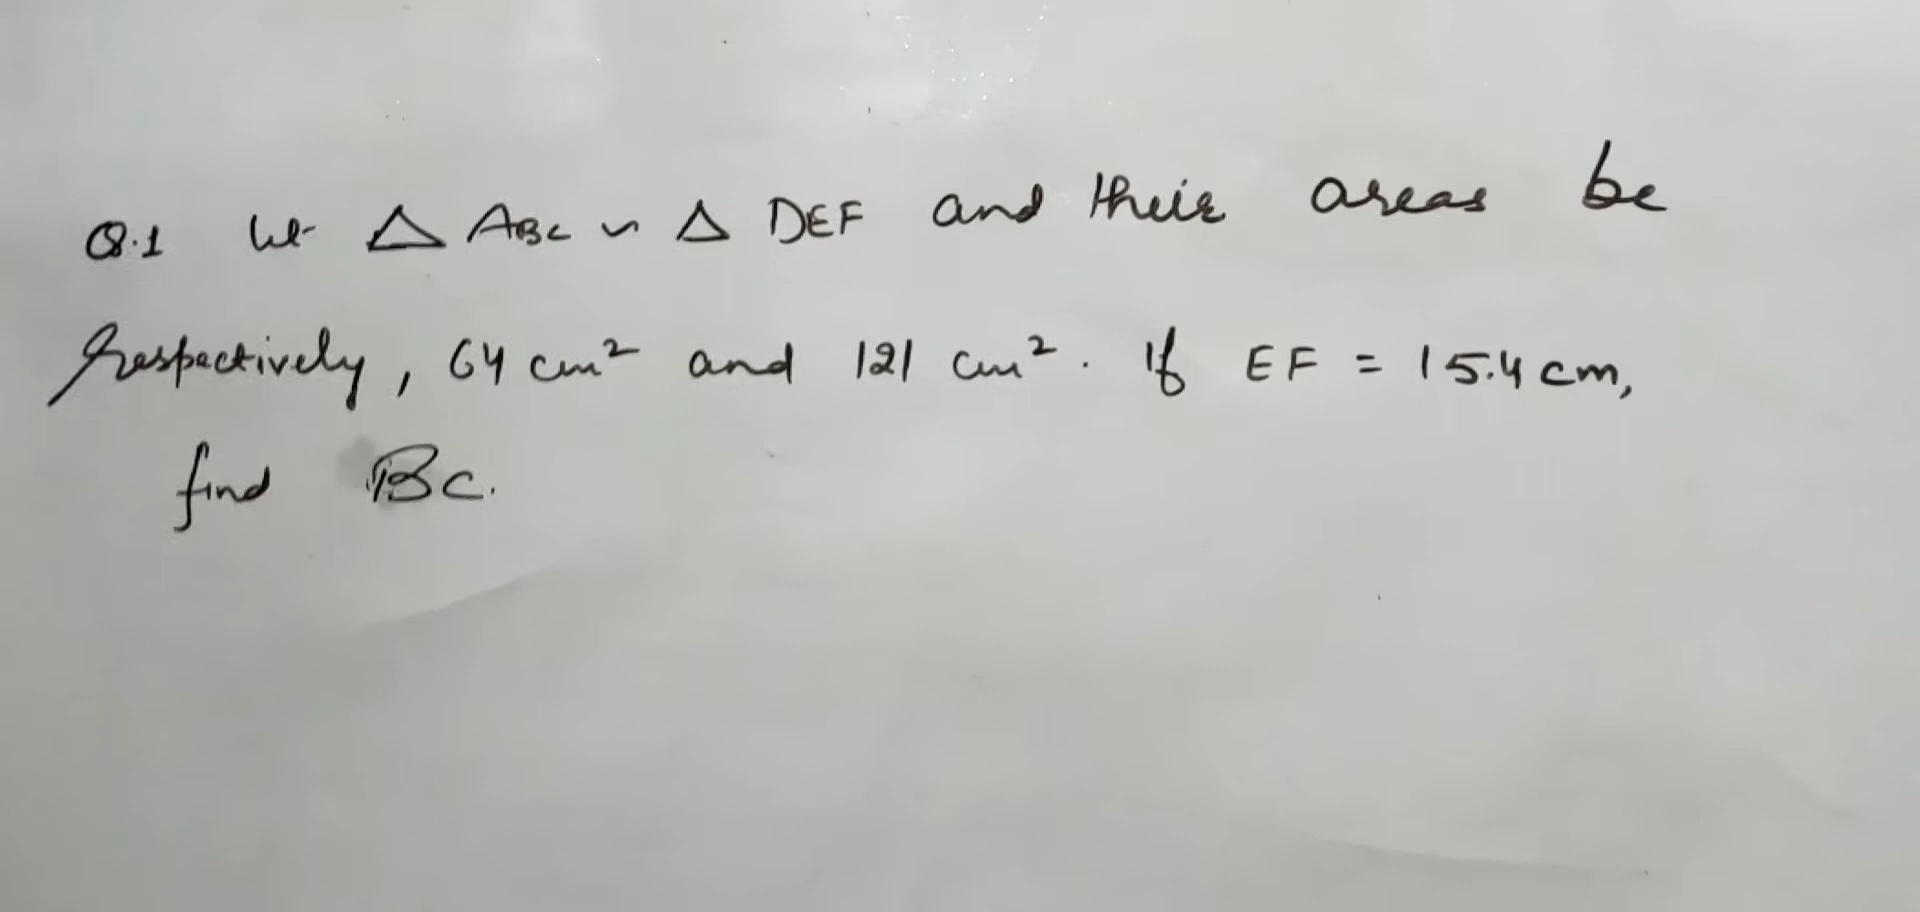 Q.1 Let △ ABC ~ △ DEF and their areas be
respectively, 64 cm² and 121 cm². If EF = 15.4 cm,
find BC.